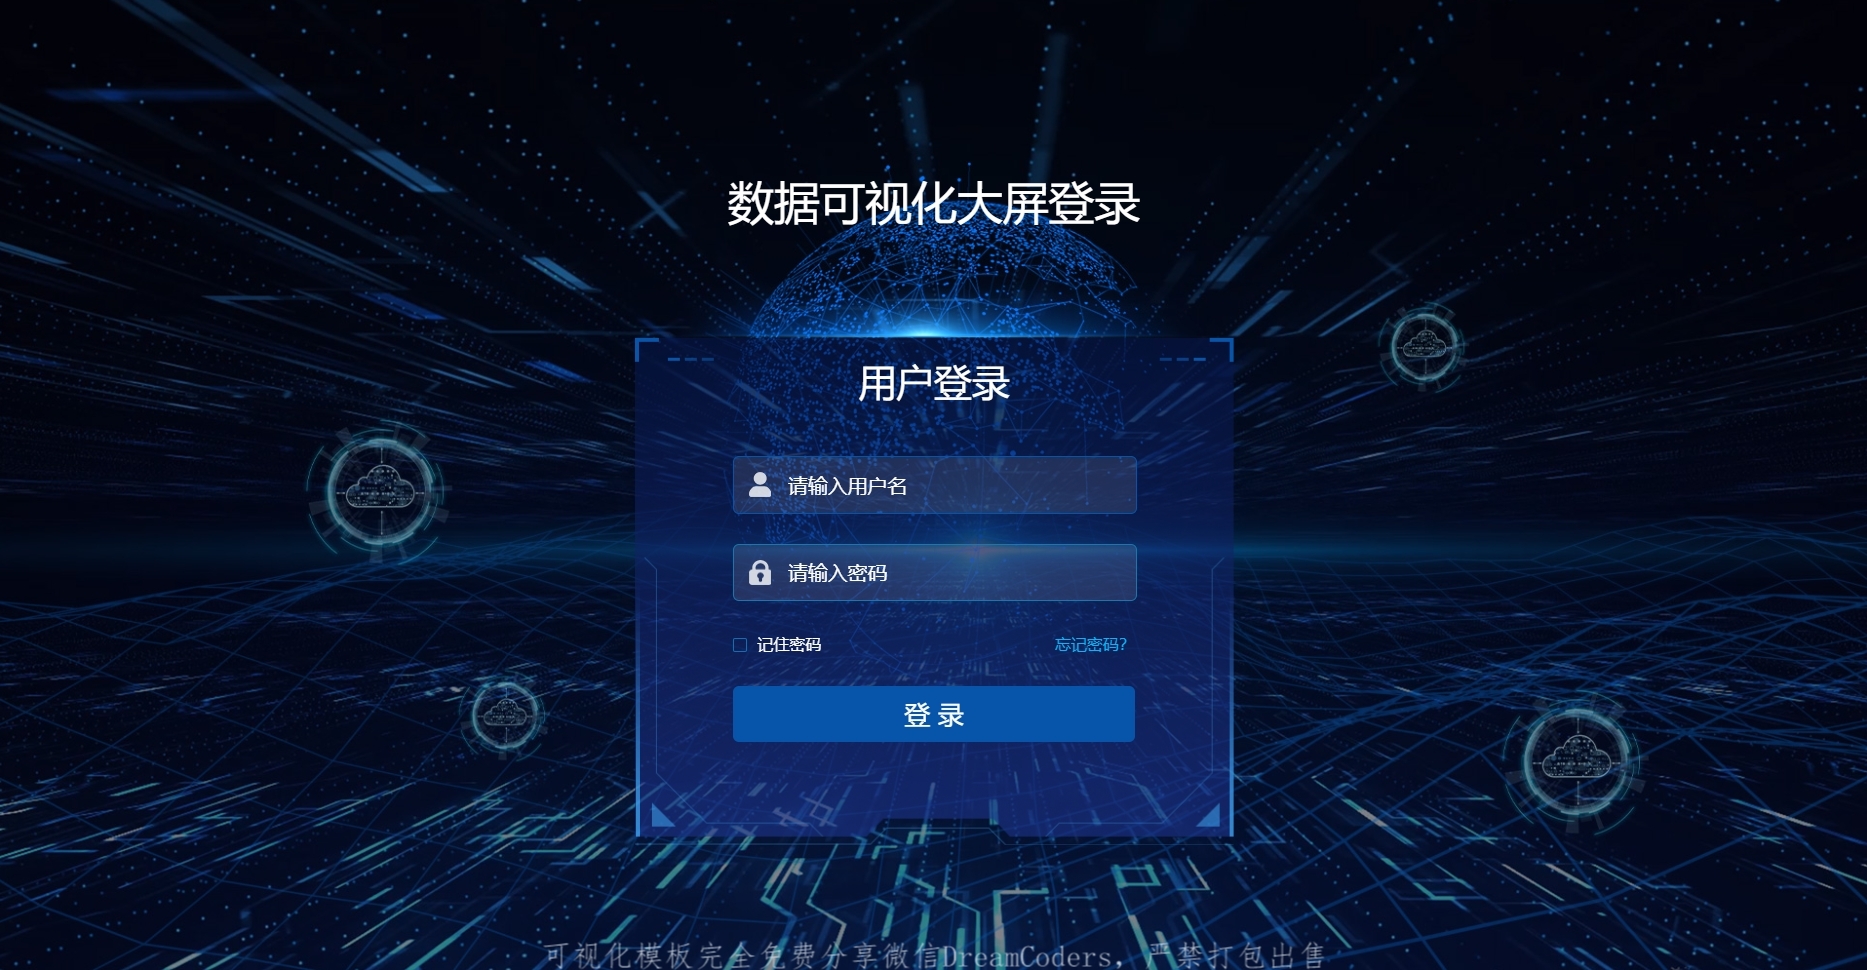 数据可视化大屏登录
用户登录
请输入用户名
请输入密码
记住密码 忘记密码?
登 录
可视化模板完全免费分享微信DreamCoders，严禁打包出售